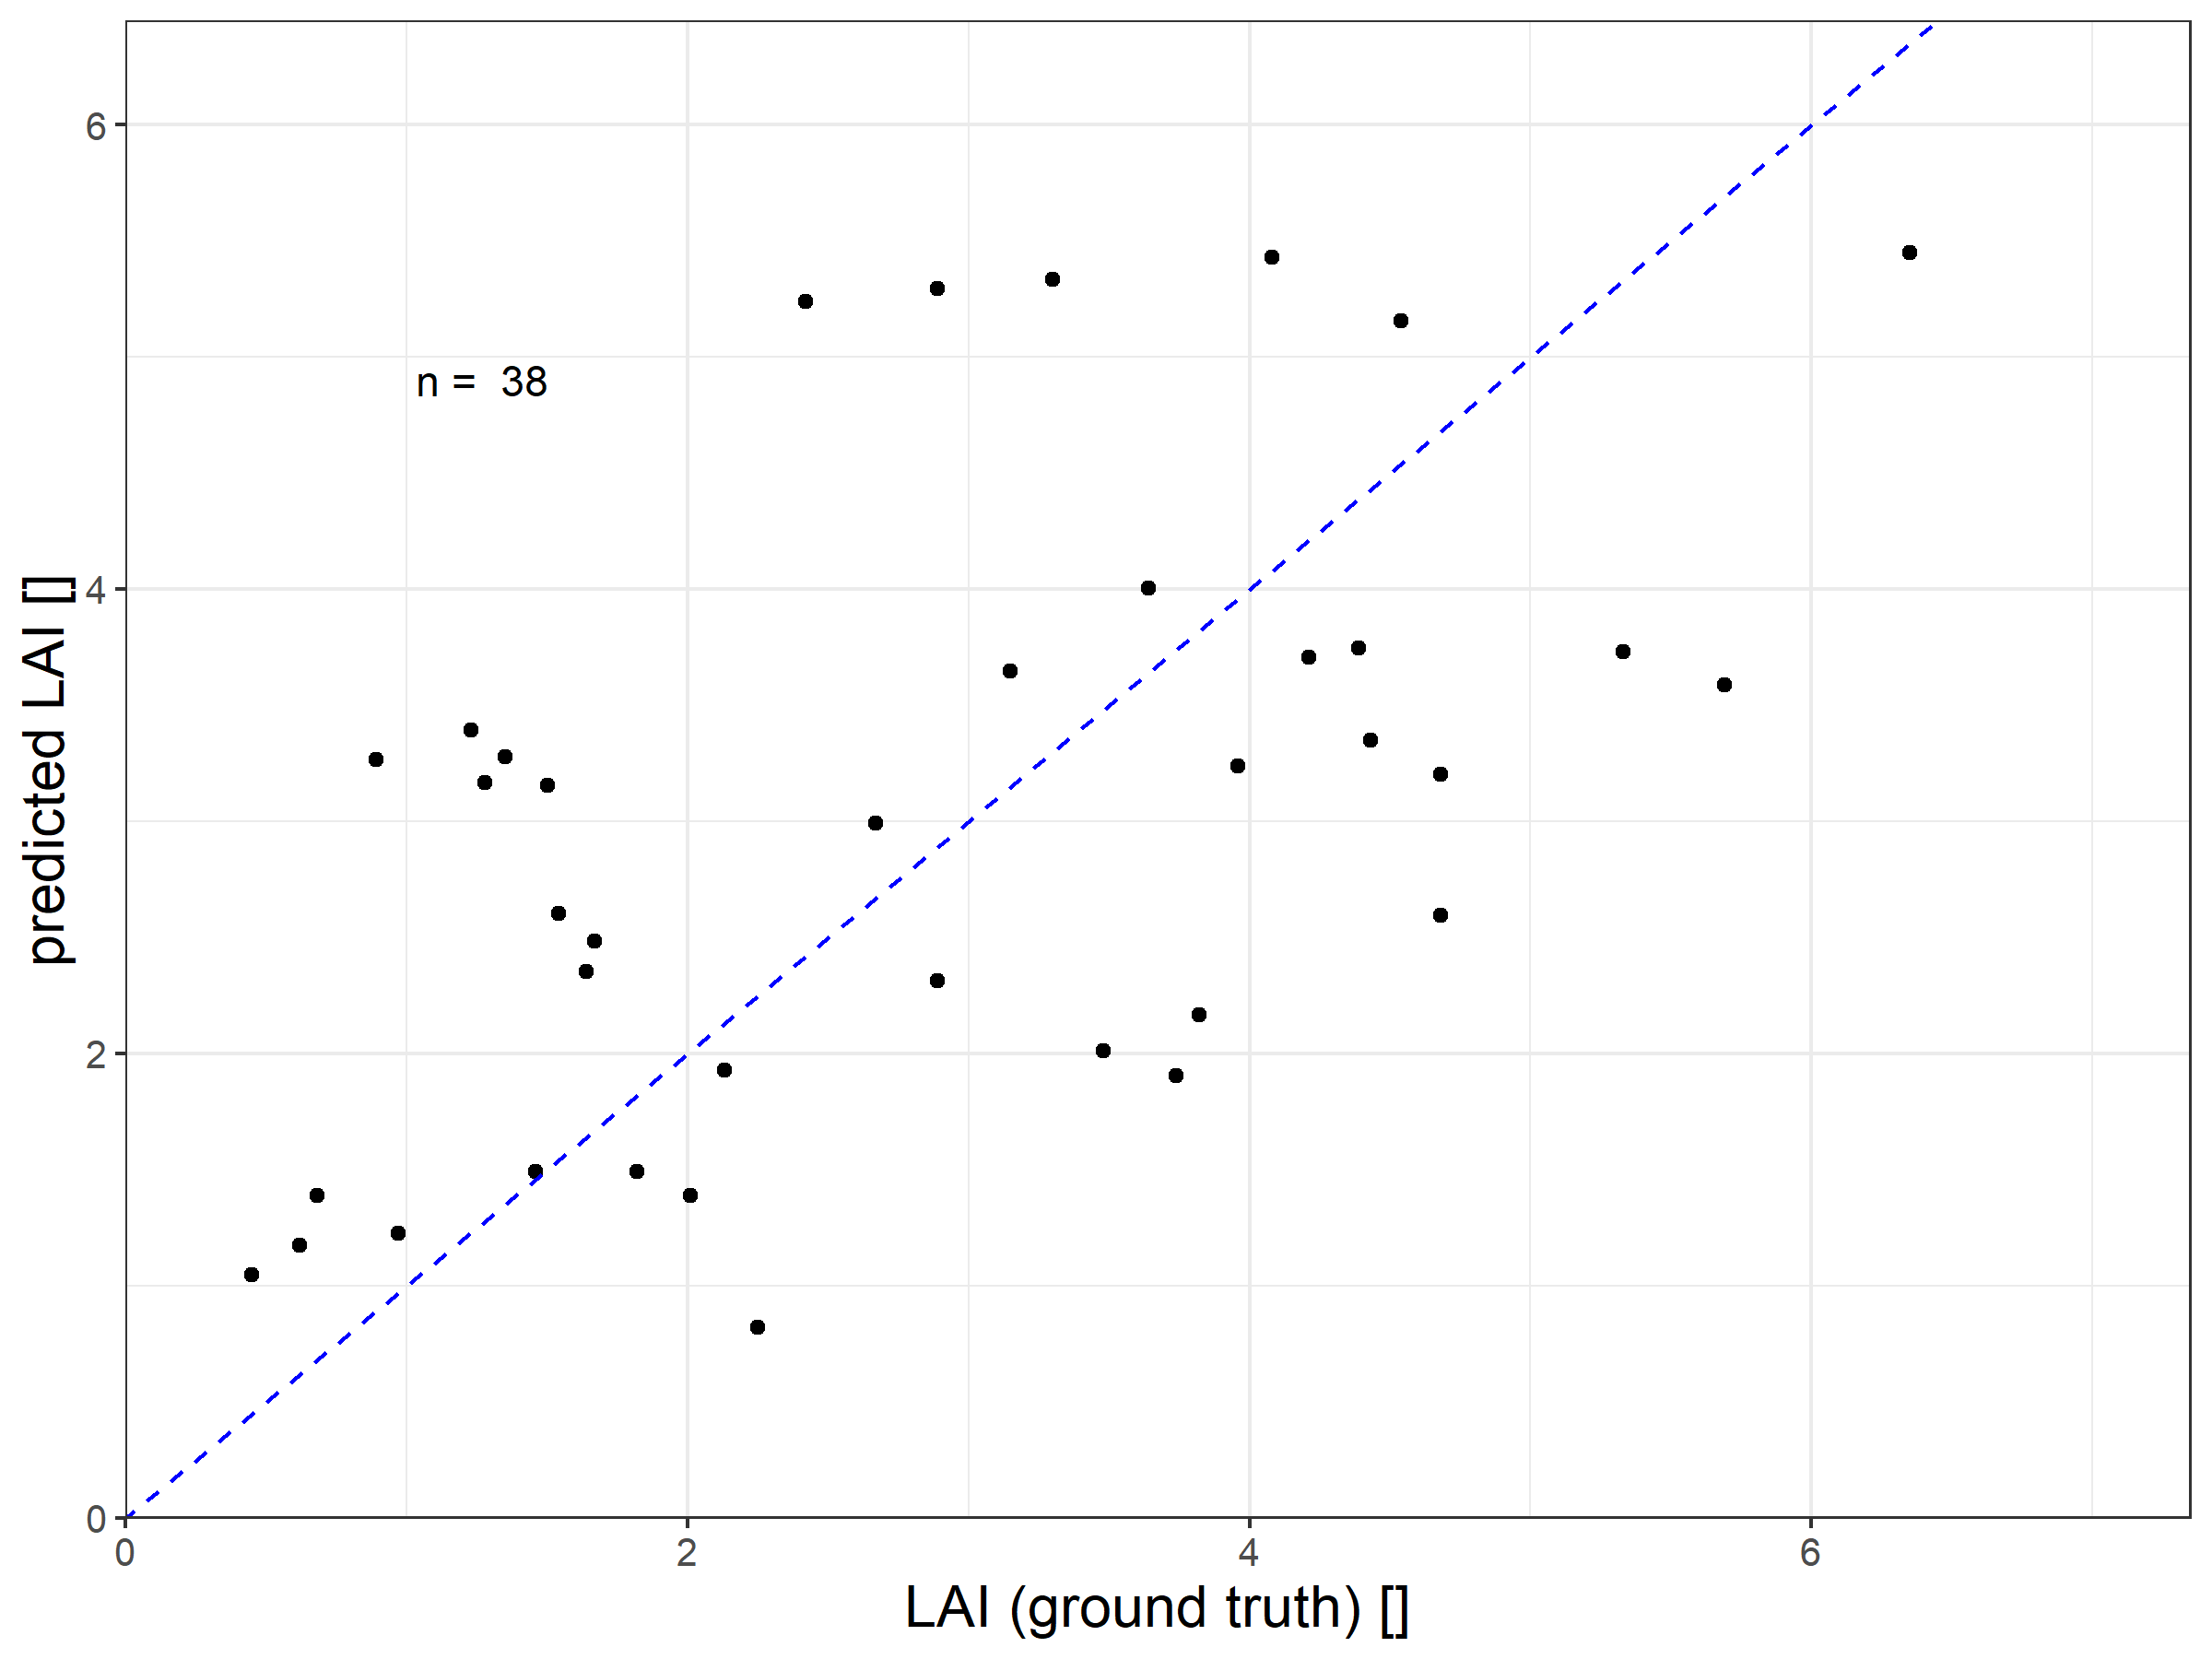 6
4
2
0
n =  38
predicted LAI []
0 2 4 6
LAI (ground truth) []